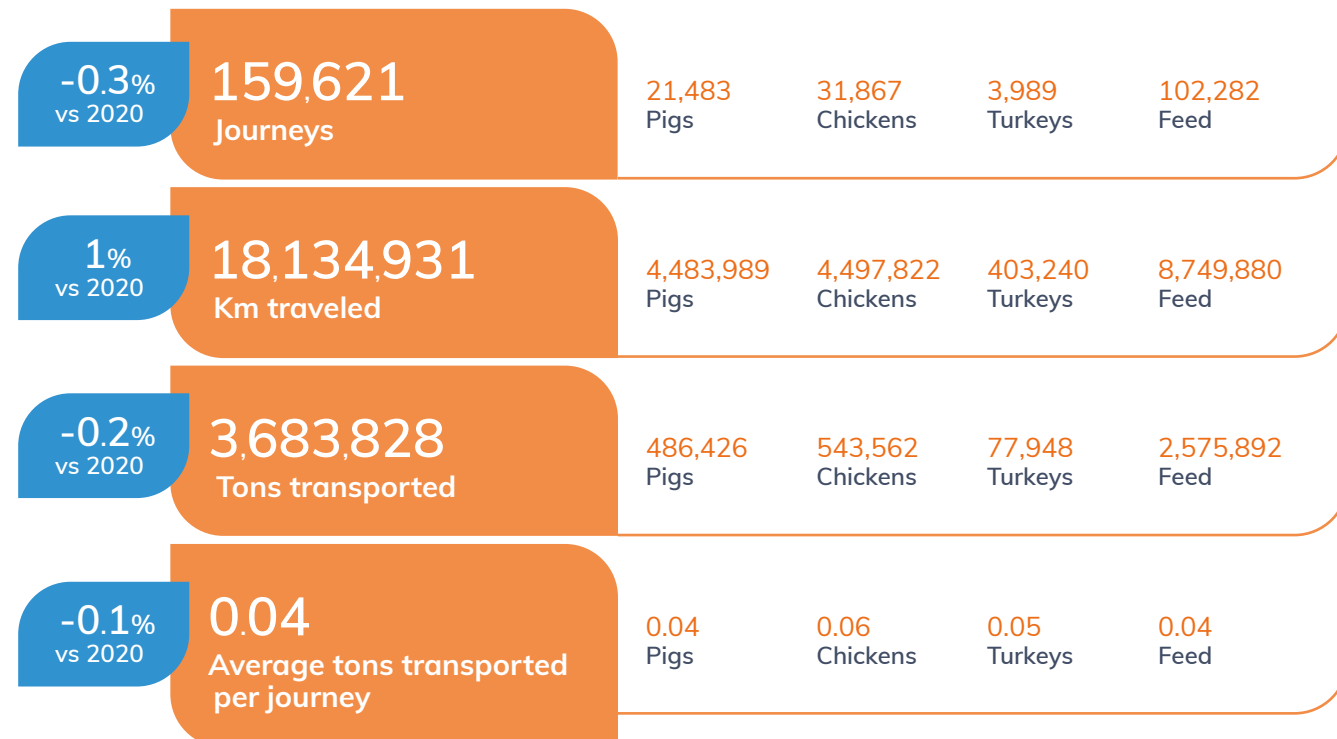 -0.3%
vs 2020
159,621
Journeys
21,483 31,867 3,989 102,282
Pigs Chickens Turkeys Feed
1%
vs 2020
18,134,931
Km traveled
4,483,989 4,497,822 403,240 8,749,880
Pigs Chickens Turkeys Feed
-0.2%
vs 2020
3,683,828
Tons transported
486,426 543,562 77,948 2,575,892
Pigs Chickens Turkeys Feed
-0.1%
vs 2020
0.04
Average tons transported
per journey
0.04 0.06 0.05 0.04
Pigs Chickens Turkeys Feed